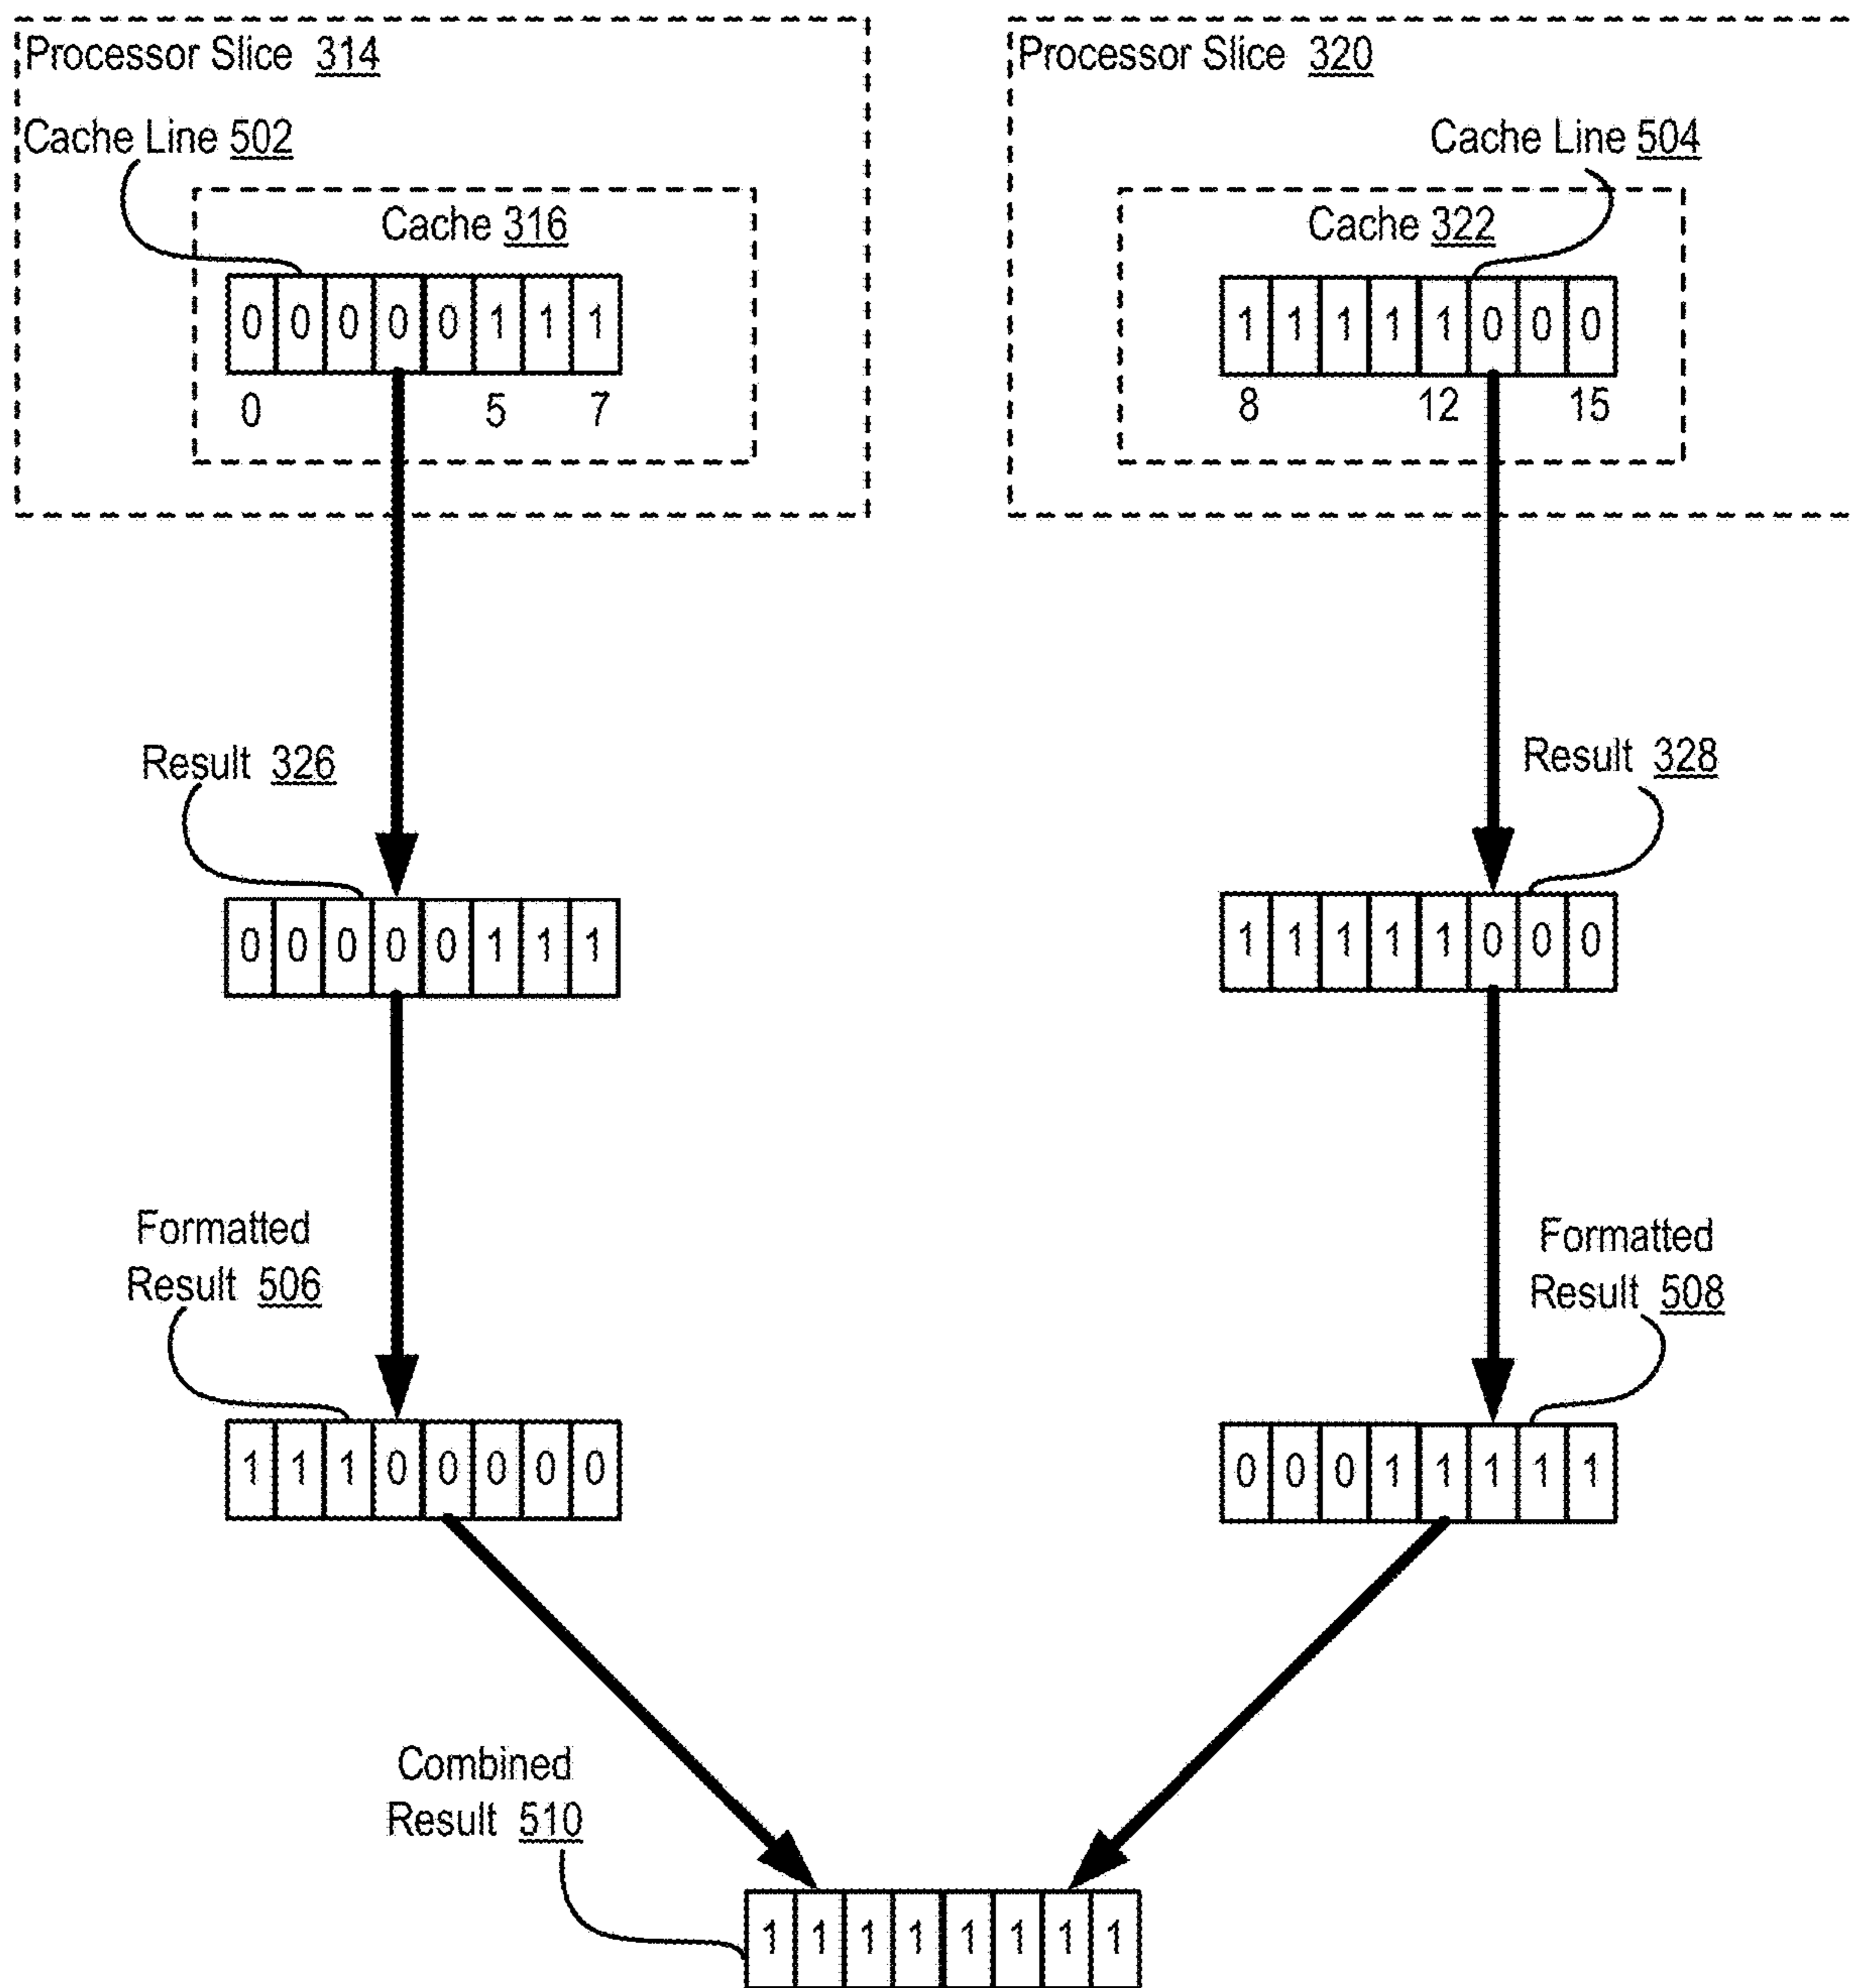 Processor Slice 314
Processor Slice 320
Cache Line 502
Cache Line 504
Cache 316
Cache 322
0 0 0 0 0 1 1 1
1 1 1 1 1 0 0 0
0 5 7
8 12 15
Result 326
Result 328
0 0 0 0 0 1 1 1
1 1 1 1 1 0 0 0
Formatted
Result 506
Formatted
Result 508
1 1 1 0 0 0 0 0
0 0 0 1 1 1 1 1
Combined
Result 510
1 1 1 1 1 1 1 1